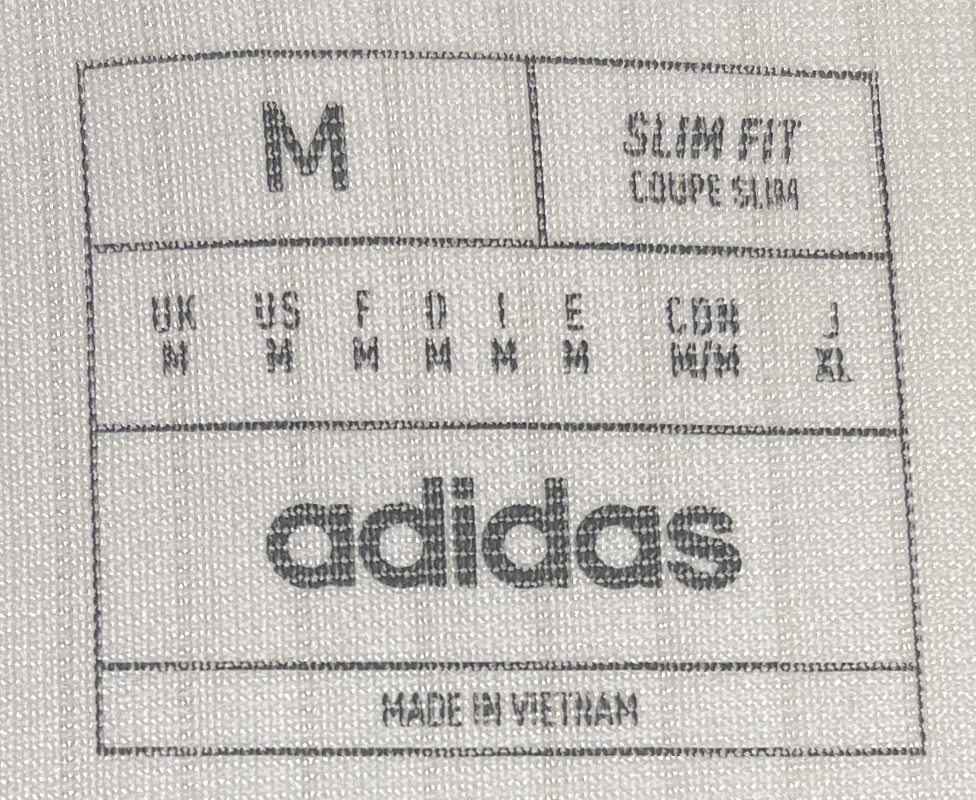 M
SLIM FIT
COUPE SLIM
UK US F D I E CDN J
M M M M M M M/M XL
adidas
MADE IN VIETNAM